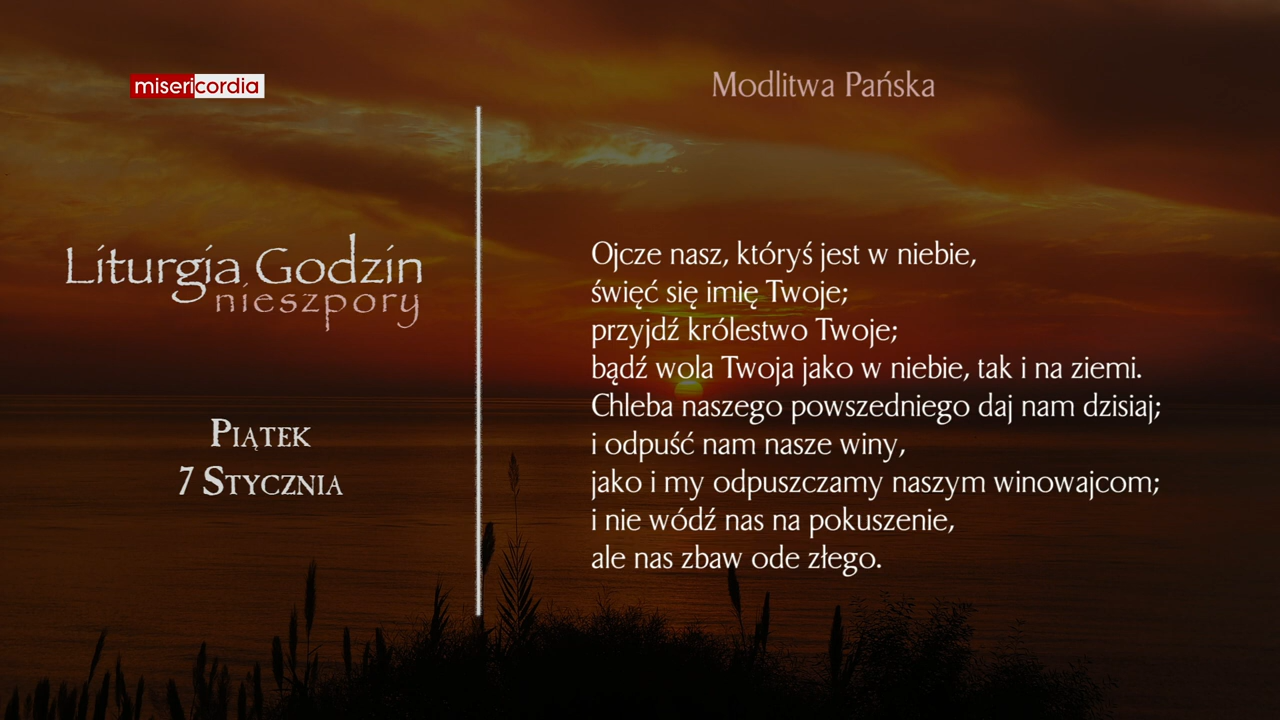 misericordia
Liturgia Godzin
nieszpory
Piątek
7 Stycznia
Modlitwa Pańska
Ojcze nasz, któryś jest w niebie,
święć się imię Twoje;
przyjdź królestwo Twoje;
bądź wola Twoja jako w niebie, tak i na ziemi.
Chleba naszego powszedniego daj nam dzisiaj;
i odpuść nam nasze winy,
jako i my odpuszczamy naszym winowajcom;
i nie wódź nas na pokuszenie,
ale nas zbaw ode złego.